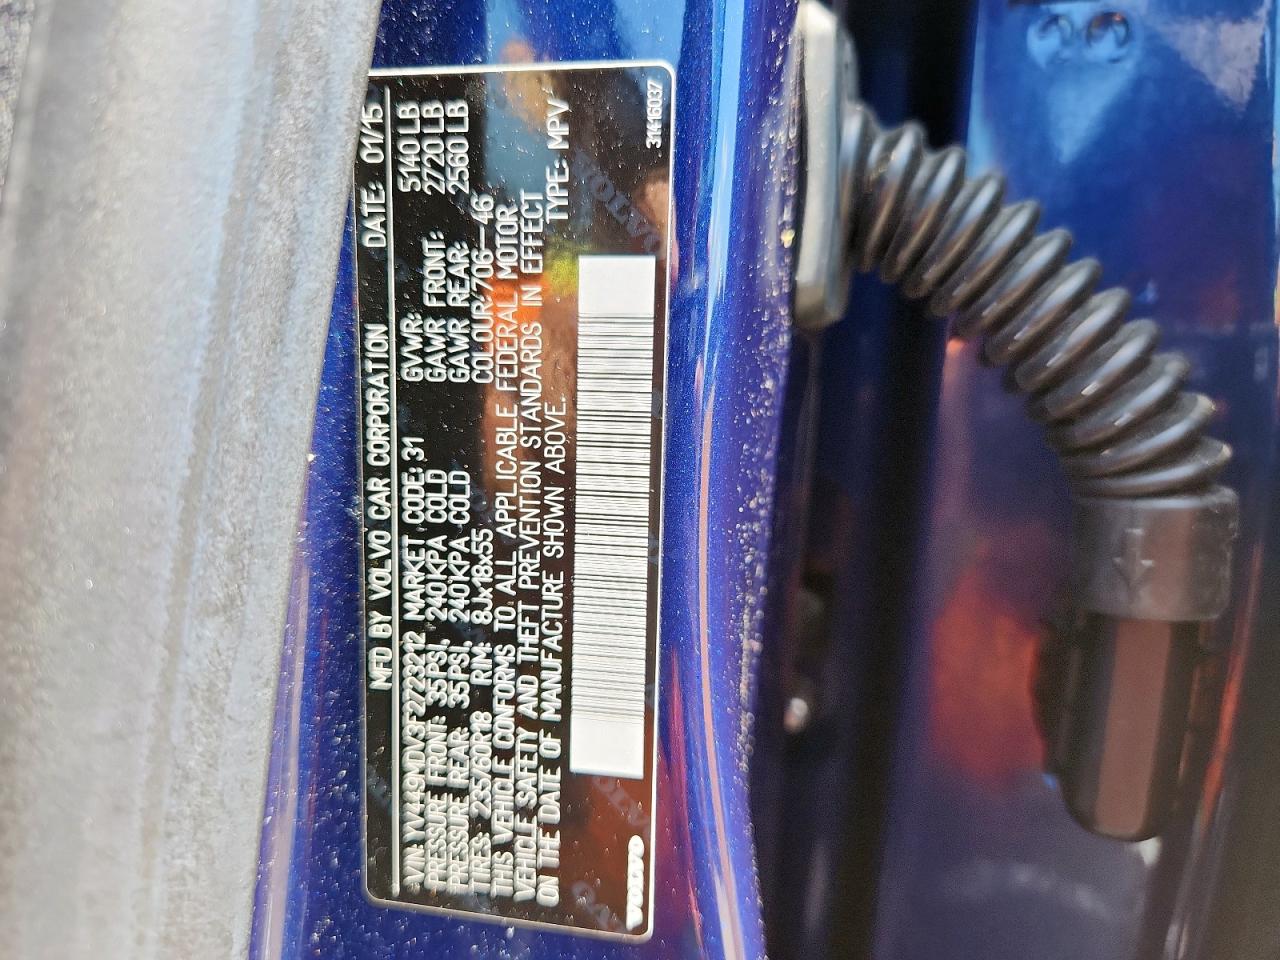 MFD BY VOLVO CAR CORPORATION DATE: 01/15
VIN YV449MDV3F2723212 MARKET CODE: 31 GVWR: 5140 LB
PRESSURE FRONT: 35PSI, 240KPA COLD GAWR FRONT: 2720 LB
PRESSURE REAR: 35PSI, 240KPA COLD GAWR REAR: 2560 LB
TIRES: 235/60R18 RIM: 8Jx18x55 COLOUR: 706-46
THIS VEHICLE CONFORMS TO ALL APPLICABLE FEDERAL MOTOR
VEHICLE SAFETY AND THEFT PREVENTION STANDARDS IN EFFECT
ON THE DATE OF MANUFACTURE SHOWN ABOVE. TYPE: MPV
VOLVO 31416037